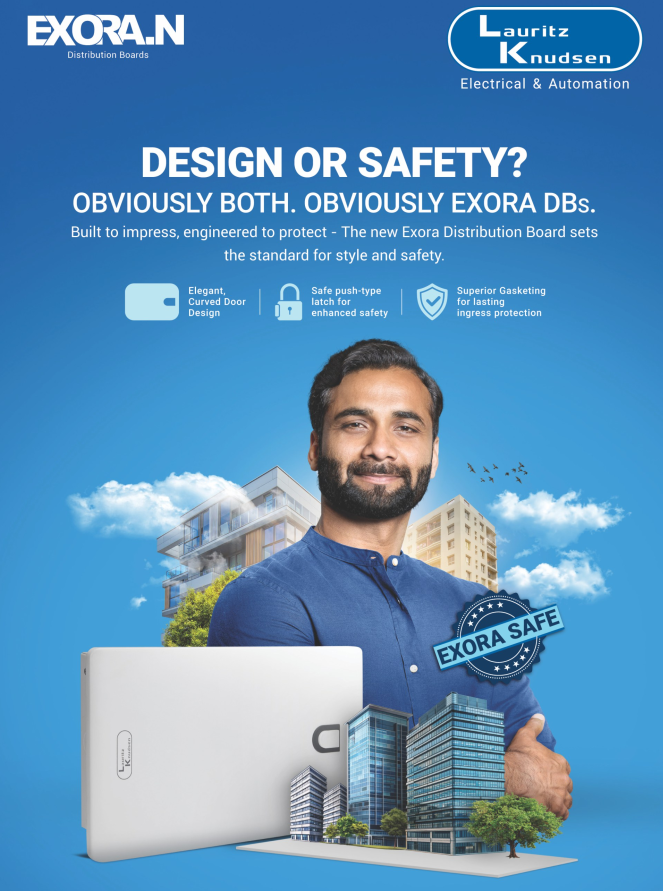 EXORA.N
Distribution Boards
Lauritz
Knudsen
Electrical & Automation
DESIGN OR SAFETY?
OBVIOUSLY BOTH. OBVIOUSLY EXORA DBs.
Built to impress, engineered to protect - The new Exora Distribution Board sets
the standard for style and safety.
Elegant,
Curved Door
Design
Safe push-type
latch for
enhanced safety
Superior Gasketing
for lasting
ingress protection
EXORA SAFE
Lauritz
Knudsen